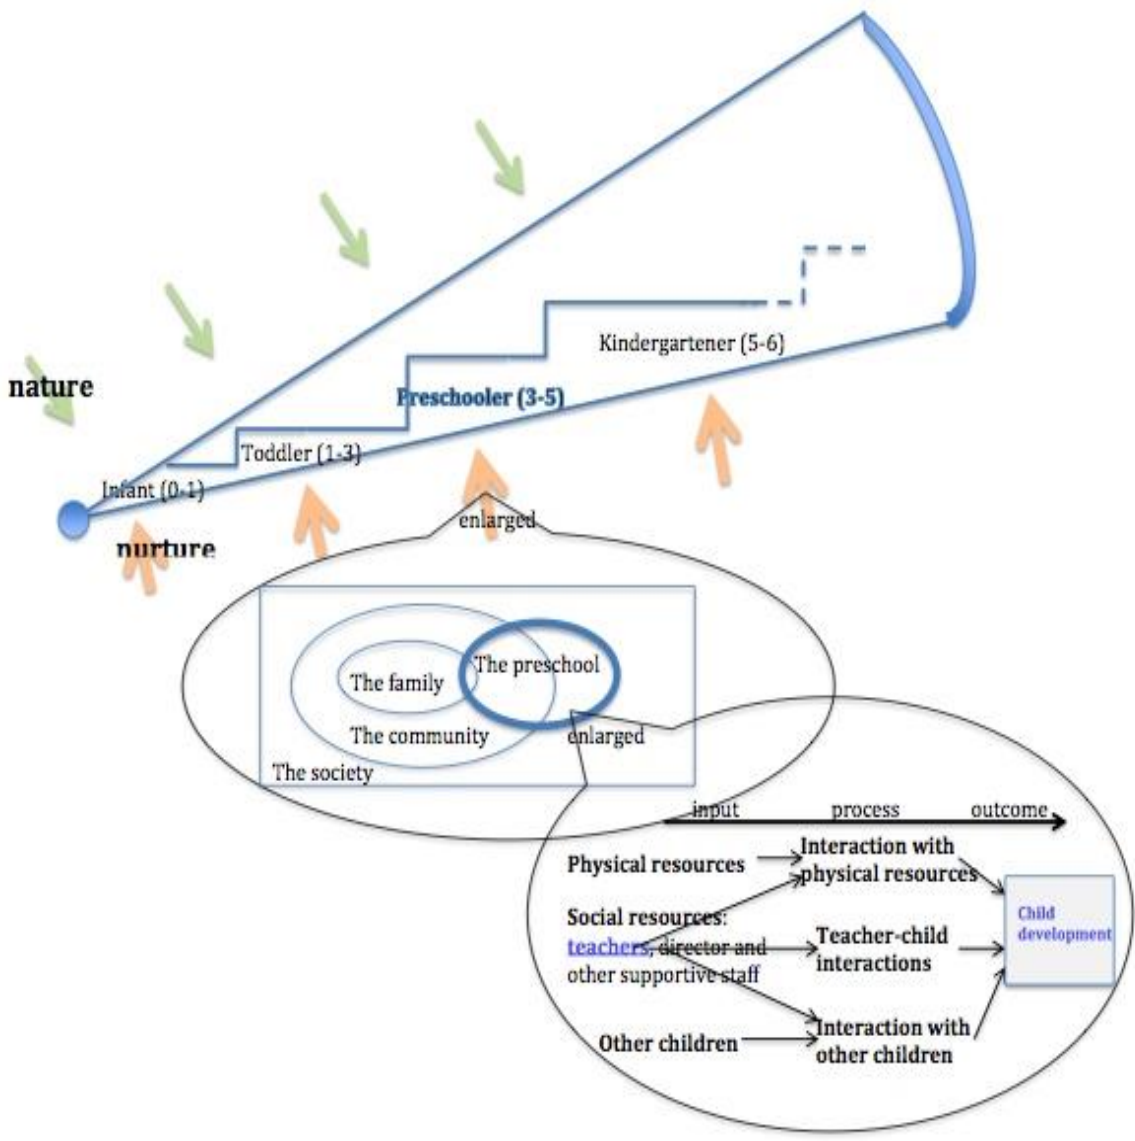 nature
Kindergartener (5-6)
Preschooler (3-5)
Toddler (1-3)
Infant (0-1)
nurture
enlarged
The preschool
The family
The community
enlarged
The society
input process outcome
Physical resources
Interaction with
physical resources
Social resources:
teachers, director and
other supportive staff
Teacher-child
interactions
Child
development
Other children
Interaction with
other children